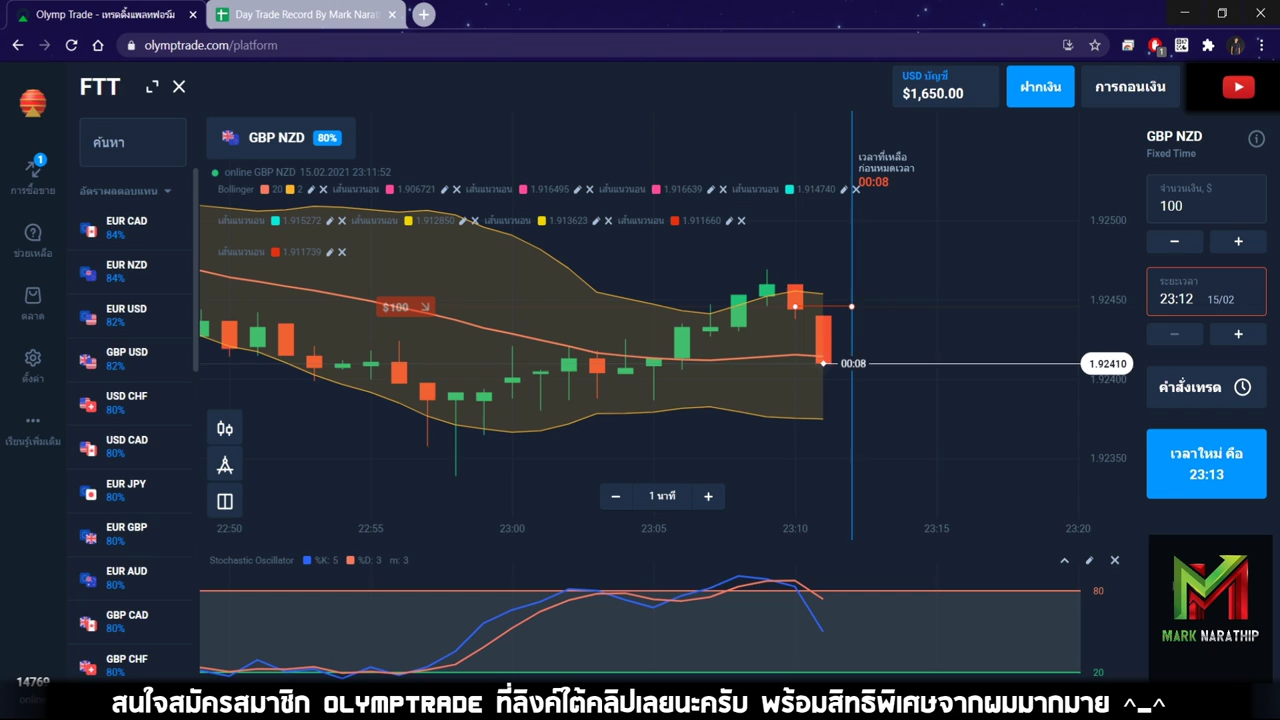 Olymp Trade - เทรดดิ้งแพลทฟอร์ม
Day Trade Record By Mark Narath
olymptrade.com/platform
1
FTT
USD บัญชี
$1,650.00
ฝากเงิน
การถอนเงิน
ค้นหา
GBP NZD 80%
GBP NZD
Fixed Time
1
การซื้อขาย
อัตราผลตอบแทน
online GBP NZD 15.02.2021 23:11:52
เวลาที่เหลือ
ก่อนหมดเวลา
00:08
Bollinger 20 2 เส้นแนวนอน 1.906721 เส้นแนวนอน 1.916495 เส้นแนวนอน 1.916639 เส้นแนวนอน 1.914740
เส้นแนวนอน 1.915272 เส้นแนวนอน 1.912850 เส้นแนวนอน 1.913623 เส้นแนวนอน 1.911660
เส้นแนวนอน 1.911739
จำนวนเงิน, $
100
ระยะเวลา
23:12 15/02
คำสั่งเทรด
เวลาใหม่ คือ
23:13
EUR CAD
84%
EUR NZD
84%
EUR USD
82%
GBP USD
82%
USD CHF
80%
USD CAD
80%
EUR JPY
80%
EUR GBP
80%
EUR AUD
80%
GBP CAD
80%
GBP CHF
80%
ช่วยเหลือ
ตลาด
ตั้งค่า
เรียนรู้เพิ่มเติม
14769
online
$100
00:08
1.92500
1.92450
1.92410
1.92400
1.92350
1 นาที
22:50 22:55 23:00 23:05 23:10 23:15 23:20
Stochastic Oscillator %K: 5 %D: 3 m: 3
80
20
MARK NARATHIP
สนใจสมัครสมาชิก OLYMPTRADE ที่ลิงค์ใต้คลิปเลยนะครับ พร้อมสิทธิพิเศษจากผมมากมาย ^_^